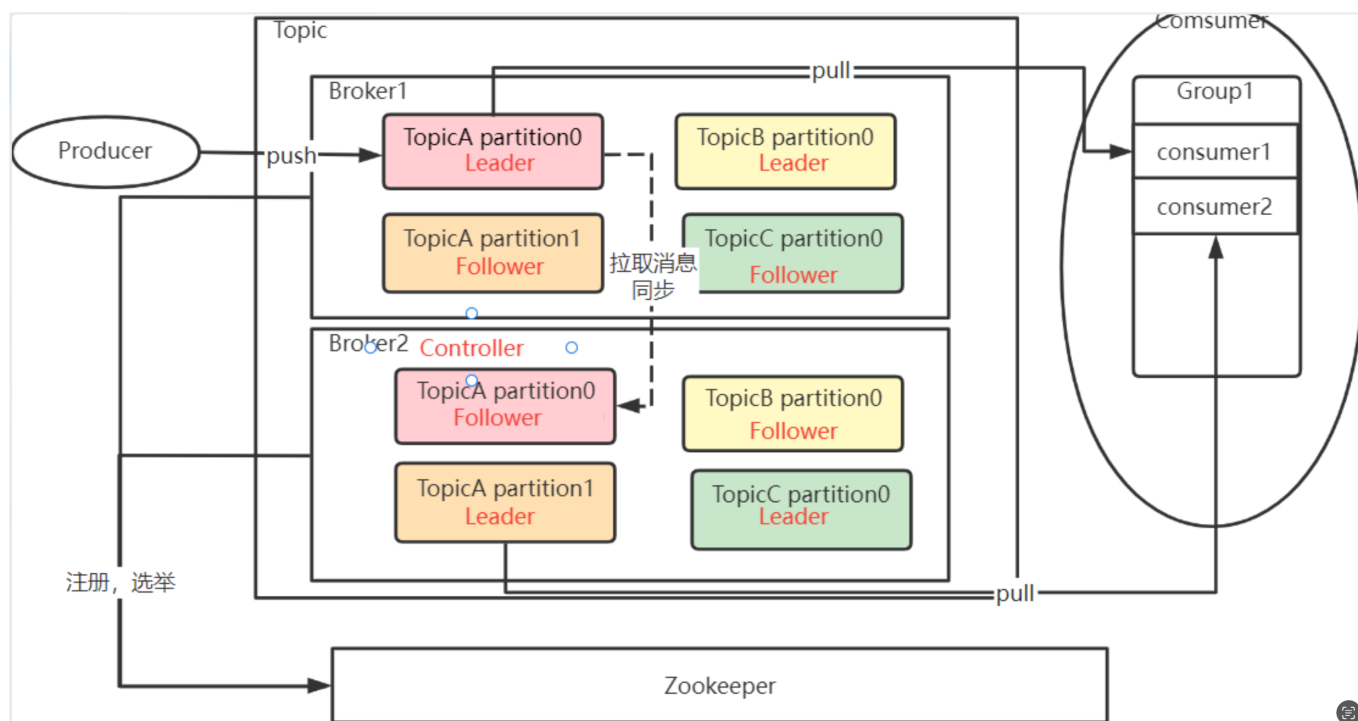 Topic
Comsumer
pull
Broker1
Group1
TopicA partition0
Leader
TopicB partition0
Leader
Producer
push
consumer1
consumer2
TopicA partition1
Follower
拉取消息
同步
TopicC partition0
Follower
Broker2
Controller
TopicA partition0
Follower
TopicB partition0
Follower
TopicA partition1
Leader
TopicC partition0
Leader
注册，选举
pull
Zookeeper